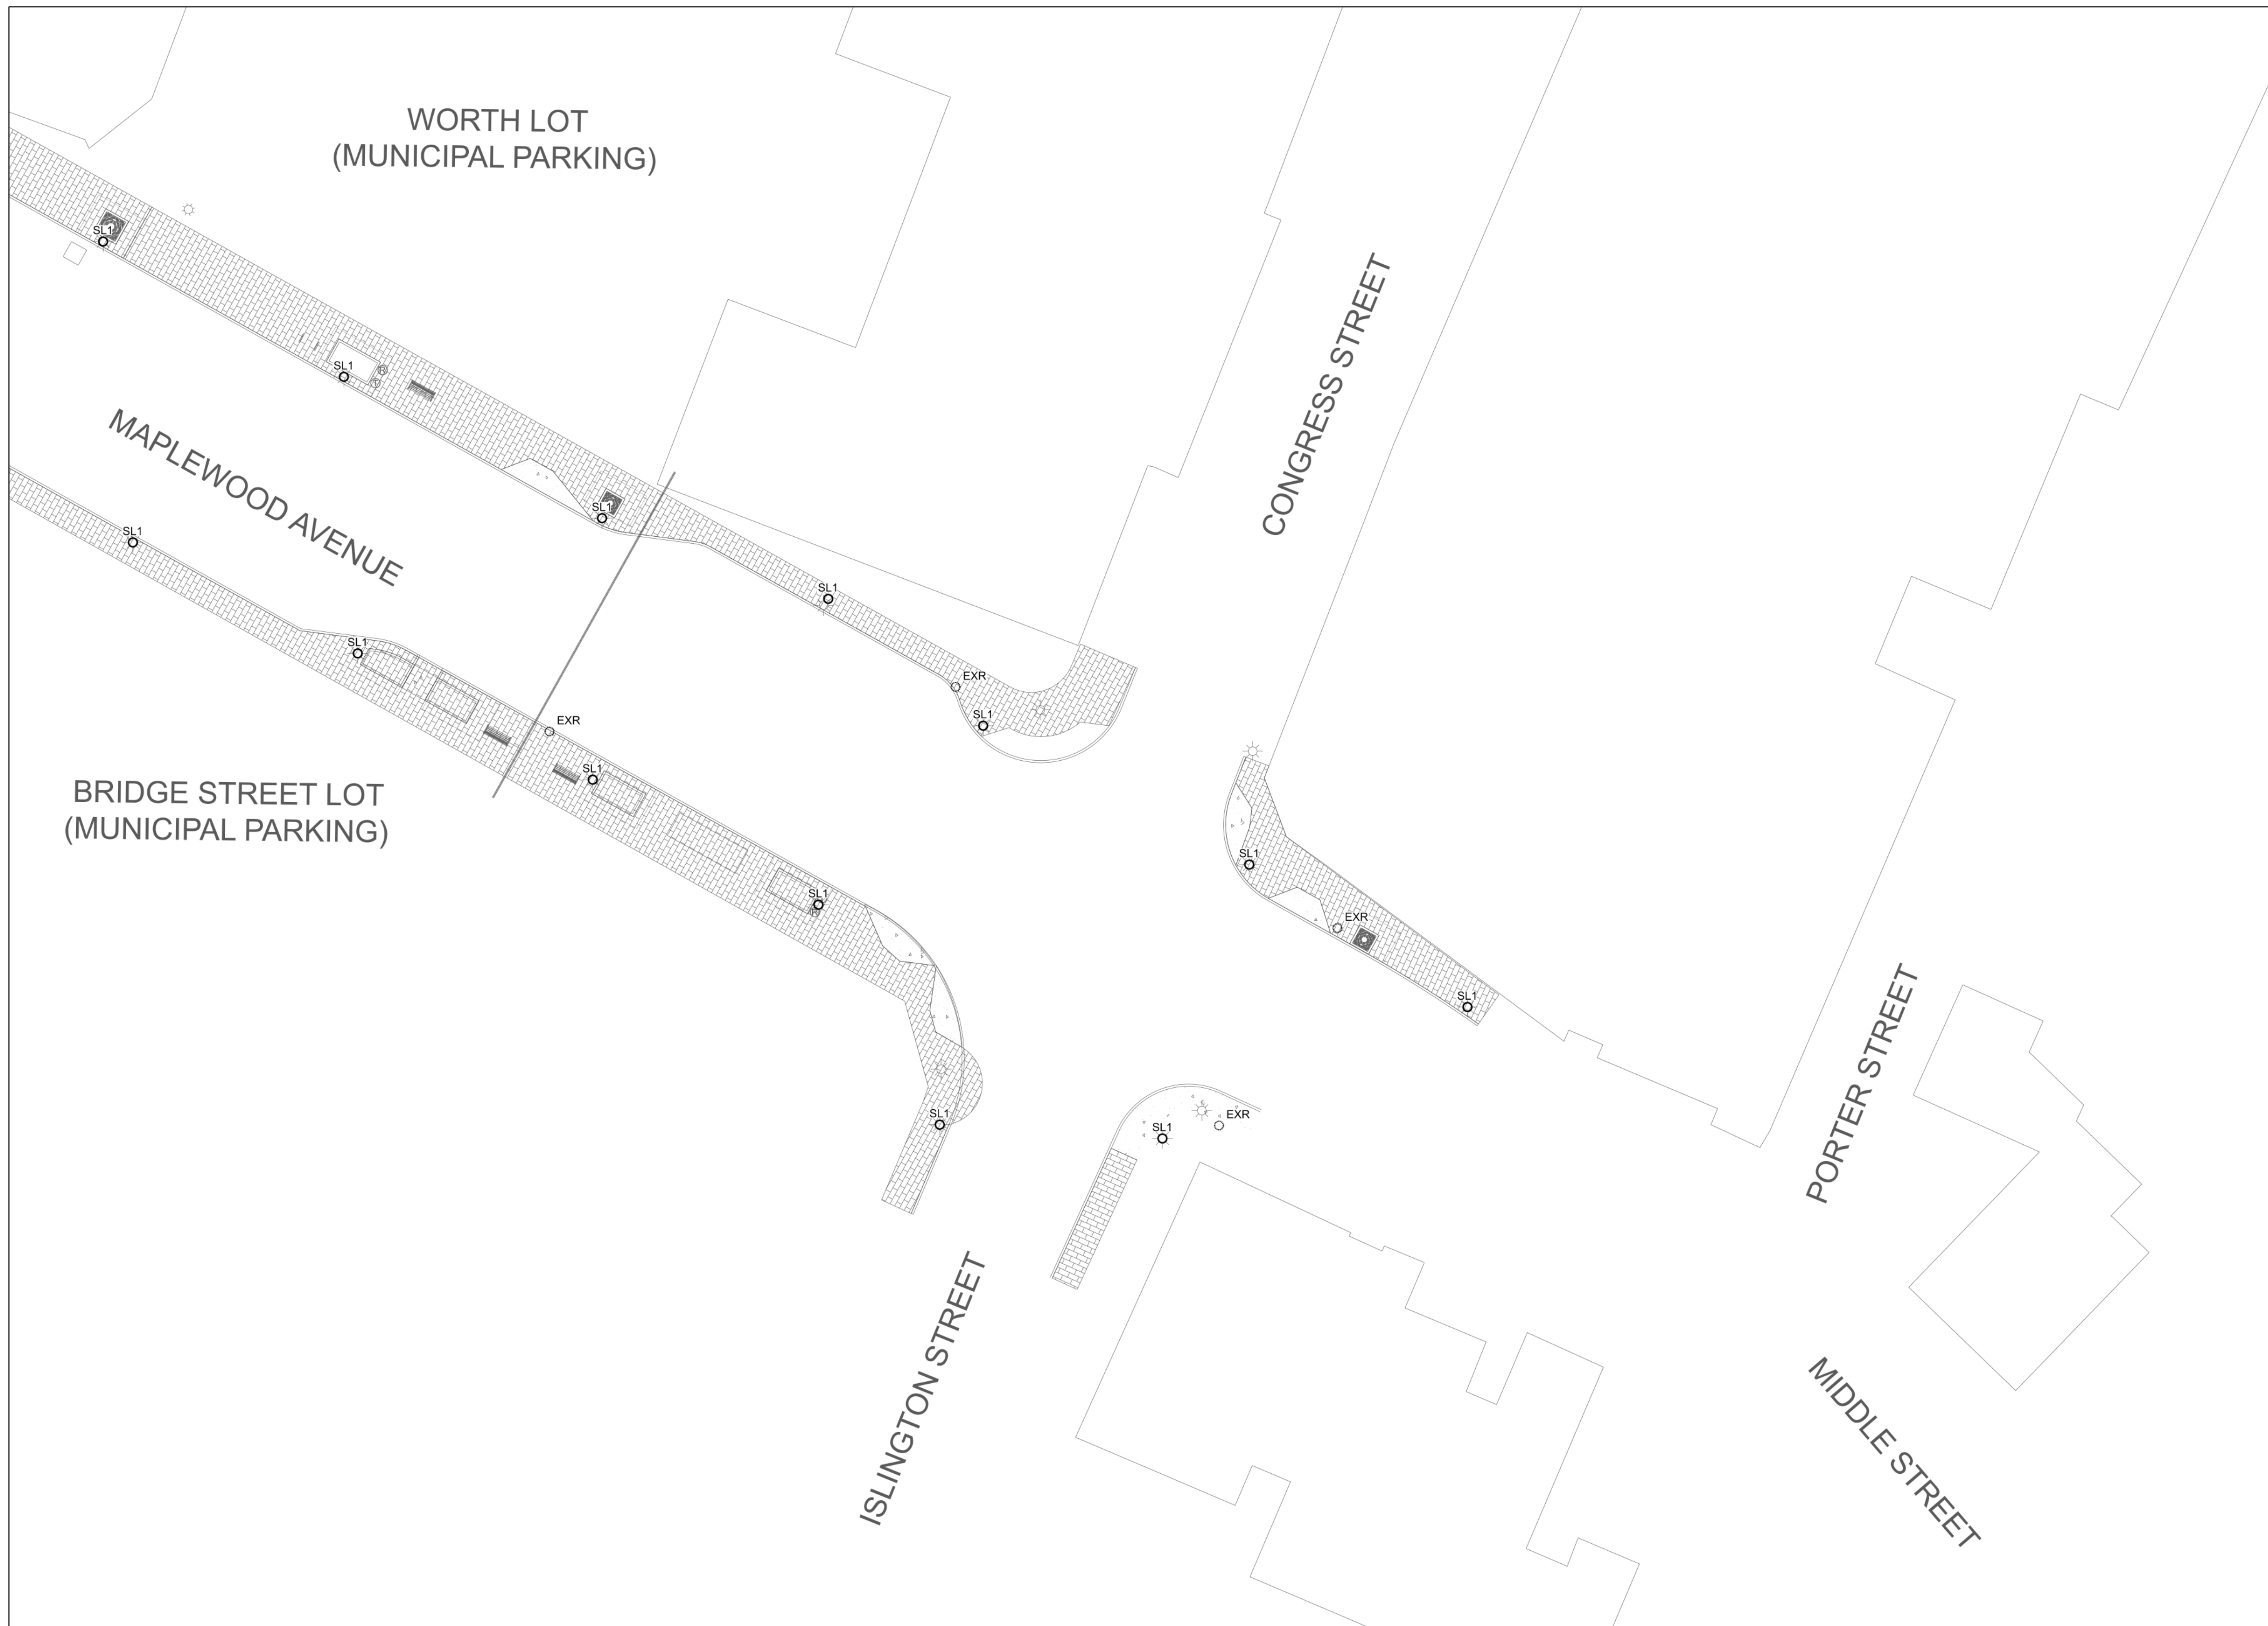 WORTH LOT
(MUNICIPAL PARKING)
SL1
SL1
R
SL1
MAPLEWOOD AVENUE
SL1
SL1
CONGRESS STREET
SL1
EXR
SL1
EXR
SL1
BRIDGE STREET LOT
(MUNICIPAL PARKING)
SL1
R
SL1
EXR
SL1
SL1
SL1
EXR
PORTER STREET
ISLINGTON STREET
MIDDLE STREET